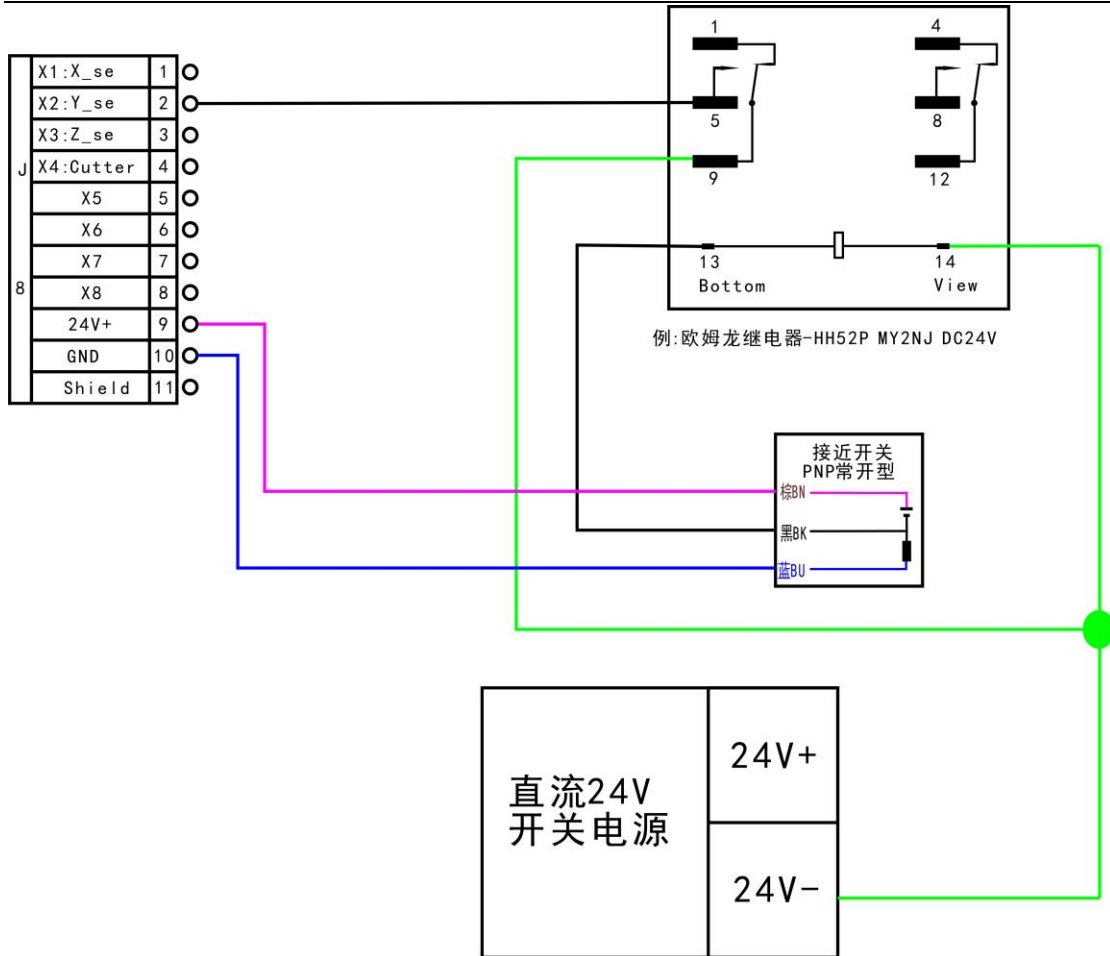 X1:X_se 1
X2:Y_se 2
X3:Z_se 3
J
X4:Cutter 4
X5 5
X6 6
X7 7
8
X8 8
24V+ 9
GND 10
Shield 11
1 4
5 8
9 12
13 14
Bottom View
例:欧姆龙继电器-HH52P MY2NJ DC24V
接近开关
PNP常开型
棕BN
黑BK
蓝BU
直流24V
开关电源
24V+
24V-